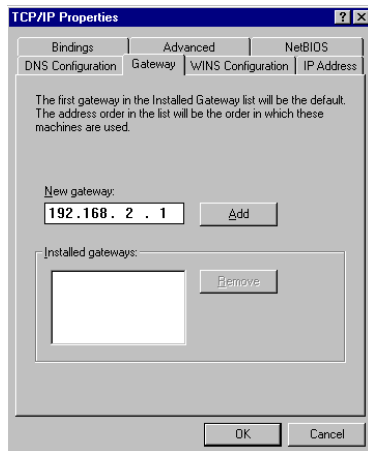 TCP/IP Properties
Bindings Advanced NetBIOS
DNS Configuration Gateway WINS Configuration IP Address
The first gateway in the Installed Gateway list will be the default.
The address order in the list will be the order in which these
machines are used.
New gateway:
192.168. 2 . 1 Add
Installed gateways:
Remove
OK Cancel